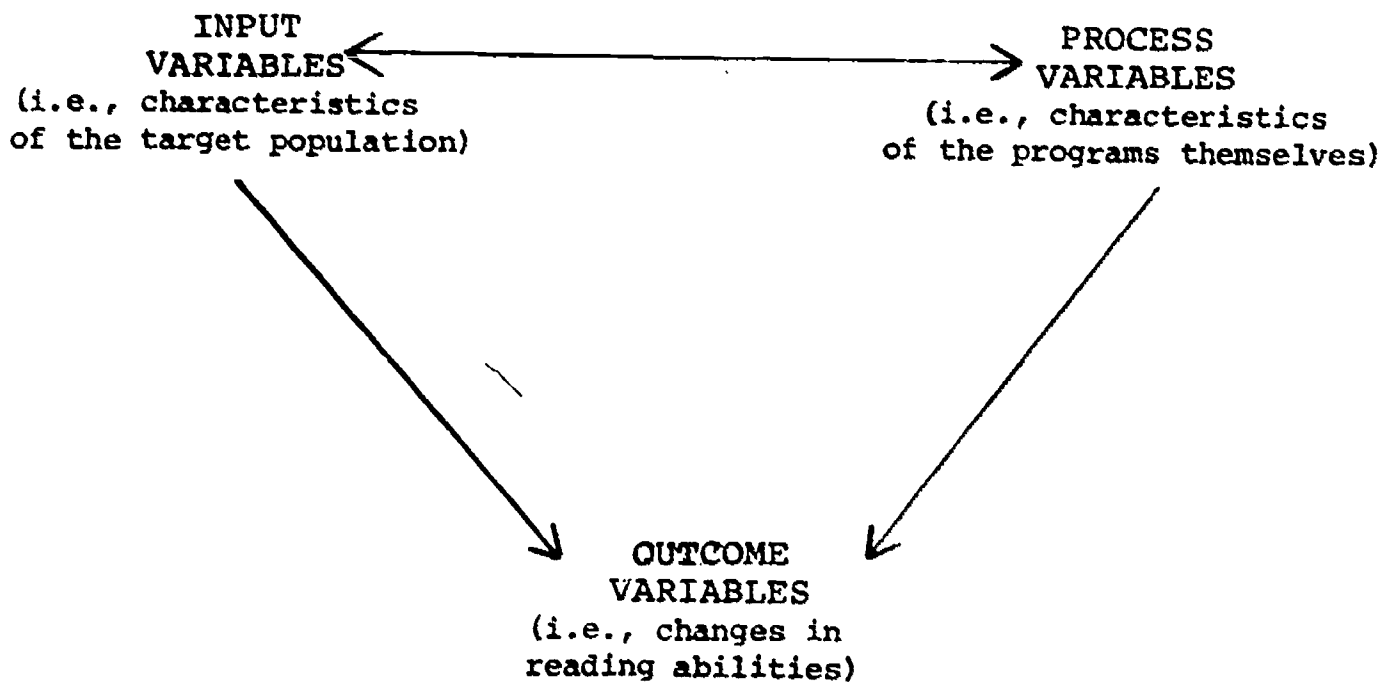 INPUT
VARIABLES
(i.e., characteristics
of the target population)
PROCESS
VARIABLES
(i.e., characteristics
of the programs themselves)
OUTCOME
VARIABLES
(i.e., changes in
reading abilities)